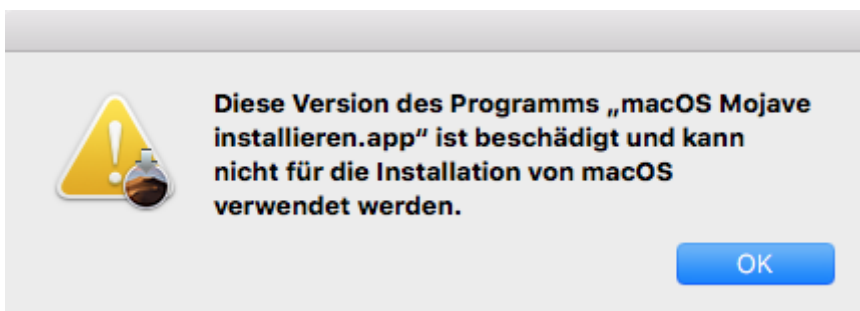 Diese Version des Programms „macOS Mojave
installieren.app“ ist beschädigt und kann
nicht für die Installation von macOS
verwendet werden.
OK